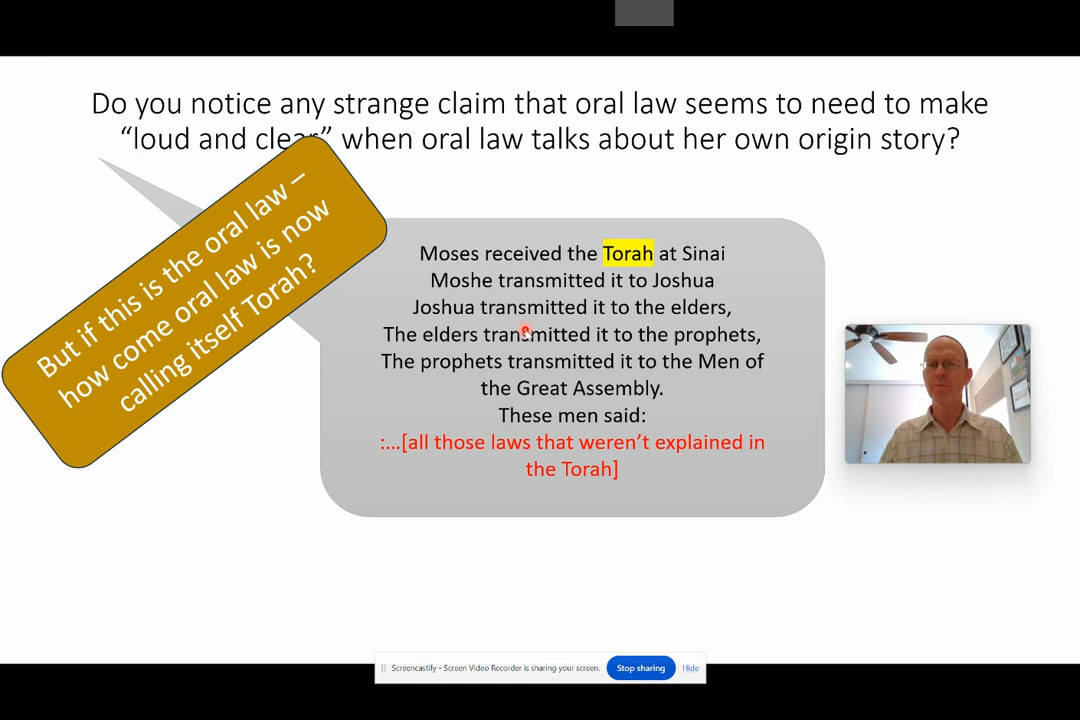 Do you notice any strange claim that oral law seems to need to make
“loud and clear” when oral law talks about her own origin story?
But if this is the oral law –
how come oral law is now
calling itself Torah?
Moses received the Torah at Sinai
Moshe transmitted it to Joshua
Joshua transmitted it to the elders,
The elders transmitted it to the prophets,
The prophets transmitted it to the Men of
the Great Assembly.
These men said:
:...[all those laws that weren’t explained in
the Torah]
Screencastify - Screen Video Recorder is sharing your screen.
Stop sharing
Hide